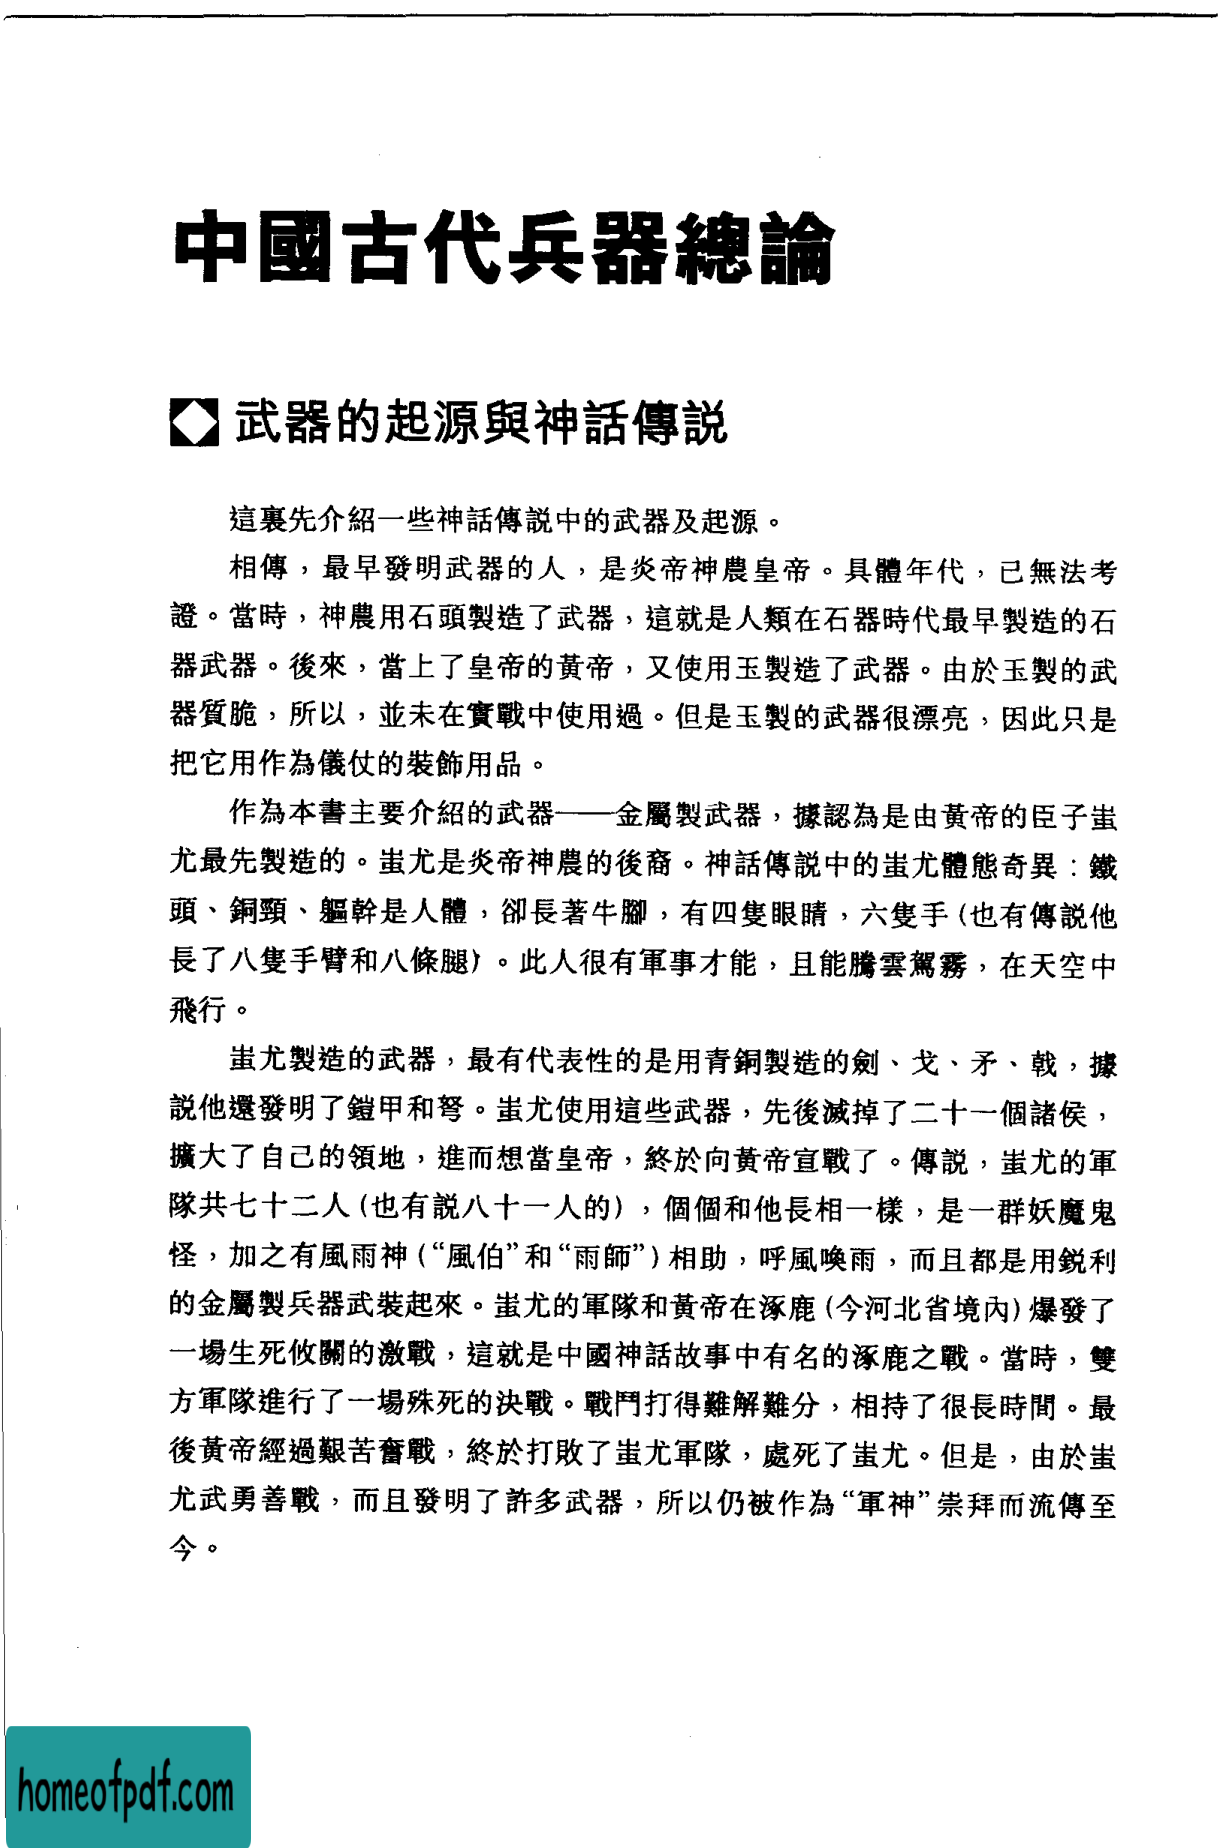 中國古代兵器總論
武器的起源與神話傳説
這裏先介紹一些神話傳説中的武器及起源。
相傳，最早發明武器的人，是炎帝神農皇帝。具體年代，已無法考
證。當時，神農用石頭製造了武器，這就是人類在石器時代最早製造的石
器武器。後來，當上了皇帝的黃帝，又使用玉製造了武器。由於玉製的武
器質脆，所以，並未在實戰中使用過。但是玉製的武器很漂亮，因此只是
把它用作為儀仗的裝飾用品。
作為本書主要介紹的武器——金屬製武器，據認為是由黃帝的臣子蚩
尤最先製造的。蚩尤是炎帝神農的後裔。神話傳説中的蚩尤體態奇異：鐵
頭、銅頸、軀幹是人體，卻長著牛腳，有四隻眼睛，六隻手(也有傳説他
長了八隻手臂和八條腿)。此人很有軍事才能，且能騰雲駕霧，在天空中
飛行。
蚩尤製造的武器，最有代表性的是用青銅製造的劍、戈、矛、戟，據
説他還發明了鎧甲和弩。蚩尤使用這些武器，先後滅掉了二十一個諸侯，
擴大了自己的領地，進而想當皇帝，終於向黃帝宣戰了。傳説，蚩尤的軍
隊共七十二人(也有説八十一人的)，個個和他長相一樣，是一群妖魔鬼
怪，加之有風雨神(“風伯”和“雨師”)相助，呼風喚雨，而且都是用鋭利
的金屬製兵器武裝起來。蚩尤的軍隊和黃帝在涿鹿(今河北省境內)爆發了
一場生死攸關的激戰，這就是中國神話故事中有名的涿鹿之戰。當時，雙
方軍隊進行了一場殊死的決戰。戰鬥打得難解難分，相持了很長時間。最
後黃帝經過艱苦奮戰，終於打敗了蚩尤軍隊，處死了蚩尤。但是，由於蚩
尤武勇善戰，而且發明了許多武器，所以仍被作為“軍神”崇拜而流傳至
今。
homeofpdf.com